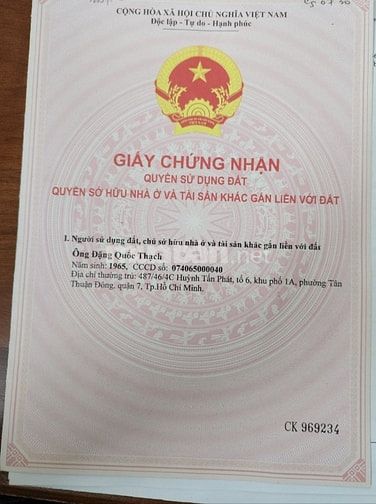 CỘNG HÒA XÃ HỘI CHỦ NGHĨA VIỆT NAM
Độc lập - Tự do - Hạnh phúc
GIẤY CHỨNG NHẬN
QUYỀN SỬ DỤNG ĐẤT
QUYỀN SỞ HỮU NHÀ Ở VÀ TÀI SẢN KHÁC GẮN LIỀN VỚI ĐẤT
I. Người sử dụng đất, chủ sở hữu nhà ở và tài sản khác gắn liền với đất
Ông Đặng Quốc Thạch
Năm sinh: 1965, CCCD số: 074065000040
Địa chỉ thường trú: 487/46/4C Huỳnh Tấn Phát, tổ 6, khu phố 1A, phường Tân
Thuận Đông, quận 7, Tp.Hồ Chí Minh.
CK 969234